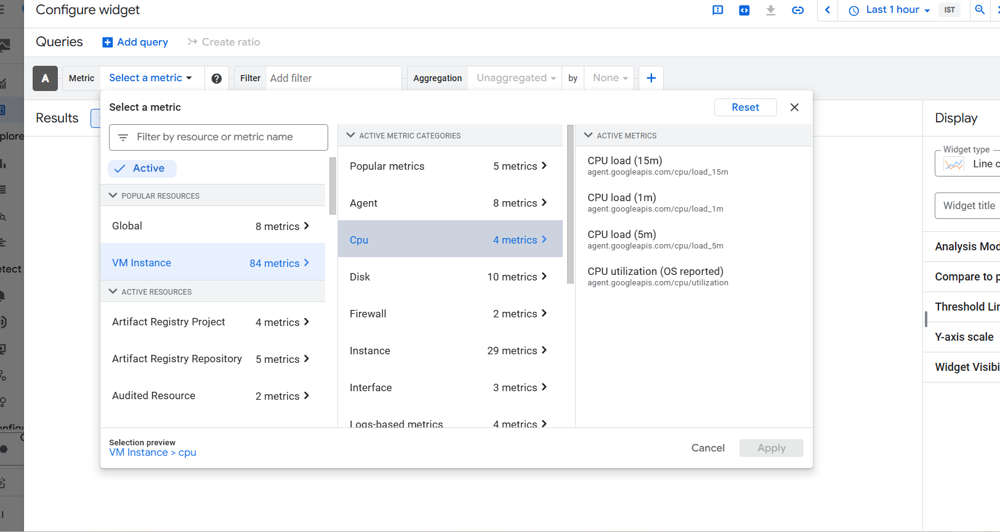 Configure widget
Last 1 hour
IST
Queries
Add query
Create ratio
A
Metric
Select a metric
Filter
Add filter
Aggregation
Unaggregated
by
None
Results
Display
Select a metric
Reset
Filter by resource or metric name
Active
POPULAR RESOURCES
Global
8 metrics
VM Instance
84 metrics
ACTIVE RESOURCES
Artifact Registry Project
4 metrics
Artifact Registry Repository
5 metrics
Audited Resource
2 metrics
ACTIVE METRIC CATEGORIES
Popular metrics
5 metrics
Agent
8 metrics
Cpu
4 metrics
Disk
10 metrics
Firewall
2 metrics
Instance
29 metrics
Interface
3 metrics
Logs-based metrics
4 metrics
ACTIVE METRICS
CPU load (15m)
agent.googleapis.com/cpu/load_15m
CPU load (1m)
agent.googleapis.com/cpu/load_1m
CPU load (5m)
agent.googleapis.com/cpu/load_5m
CPU utilization (OS reported)
agent.googleapis.com/cpu/utilization
Selection preview
VM Instance > cpu
Cancel
Apply
Widget type
Line c
Widget title
Analysis Mod
Compare to p
Threshold Lin
Y-axis scale
Widget Visibi
plore
etect